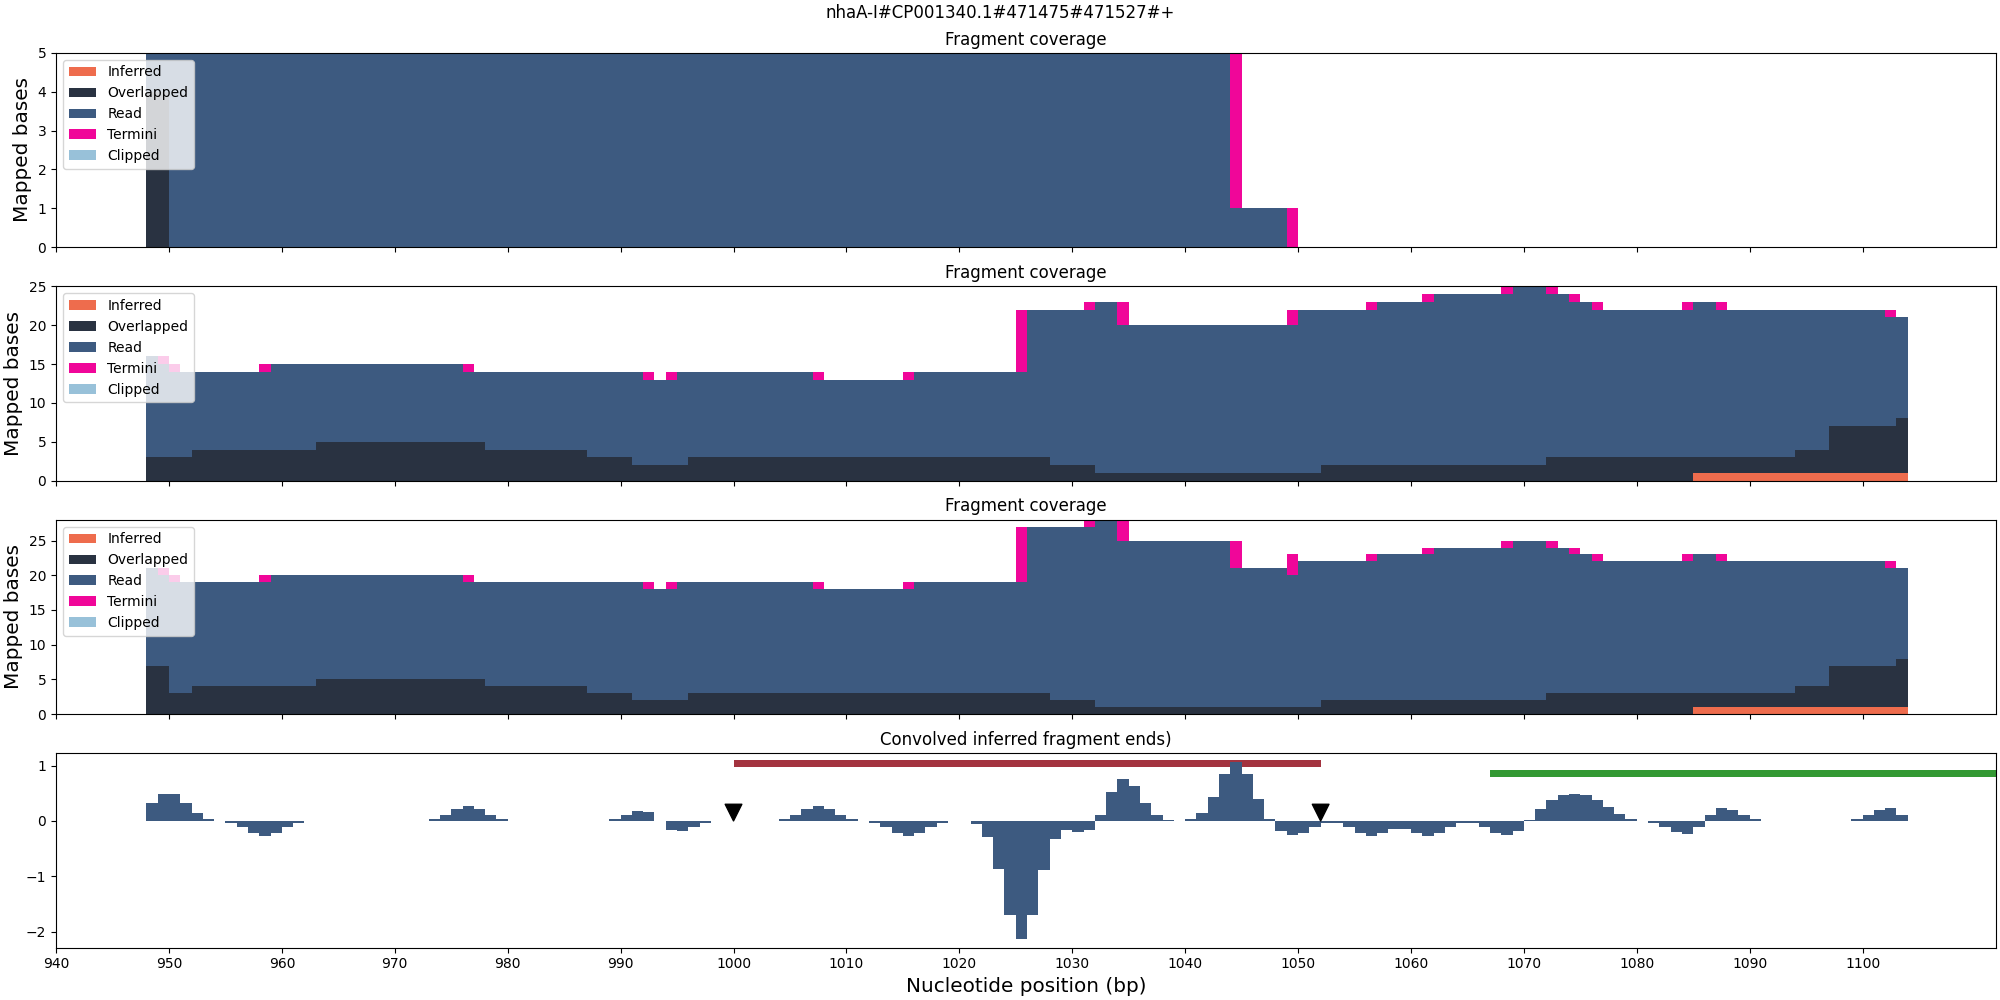 nhaA-I#CP001340.1#471475#471527#+
Fragment coverage
Mapped bases
5
4
3
2
1
0
Inferred
Overlapped
Read
Termini
Clipped
Fragment coverage
Mapped bases
25
20
15
10
5
0
Inferred
Overlapped
Read
Termini
Clipped
Fragment coverage
Mapped bases
25
20
15
10
5
0
Inferred
Overlapped
Read
Termini
Clipped
Convolved inferred fragment ends)
1
0
−1
−2
940 950 960 970 980 990 1000 1010 1020 1030 1040 1050 1060 1070 1080 1090 1100
Nucleotide position (bp)